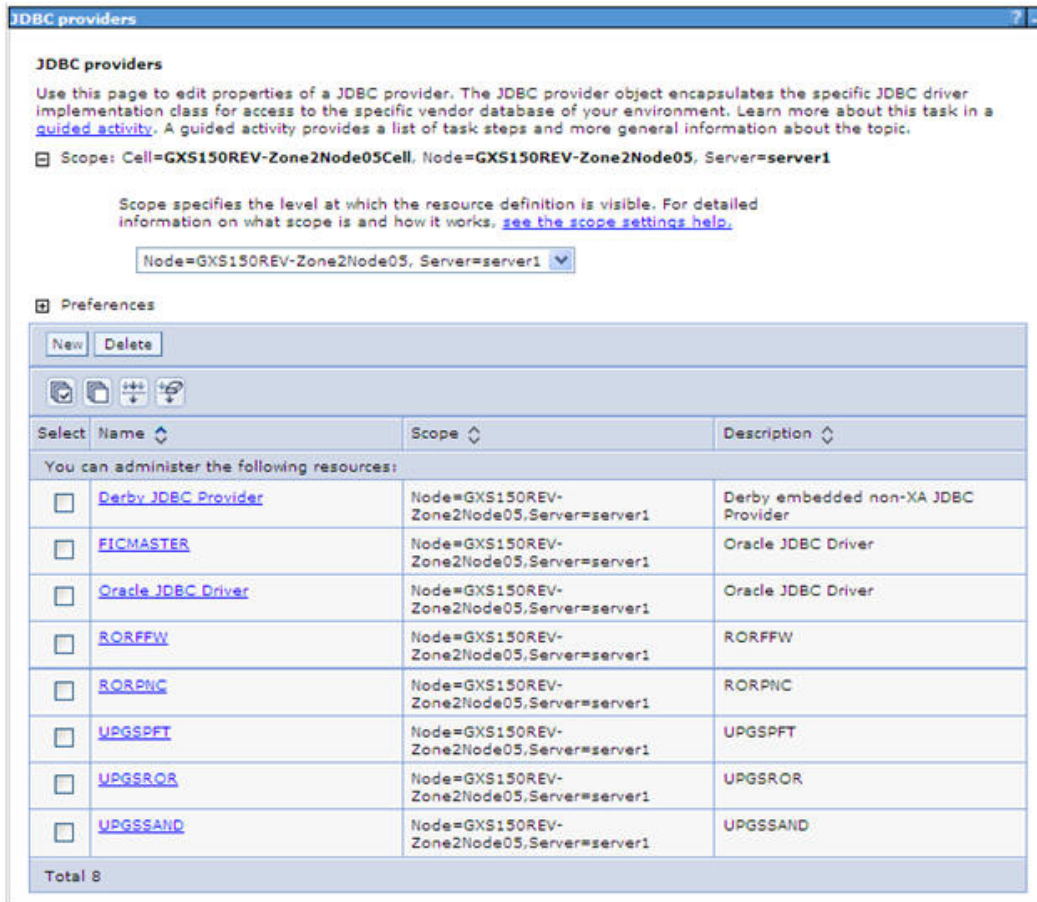 JDBC providers
?
JDBC providers
Use this page to edit properties of a JDBC provider. The JDBC provider object encapsulates the specific JDBC driver
implementation class for access to the specific vendor database of your environment. Learn more about this task in a
guided activity. A guided activity provides a list of task steps and more general information about the topic.
Scope: Cell=GXS150REV-Zone2Node05Cell, Node=GXS150REV-Zone2Node05, Server=server1
Scope specifies the level at which the resource definition is visible. For detailed
information on what scope is and how it works, see the scope settings help.
Node=GXS150REV-Zone2Node05, Server=server1
Preferences
New Delete
Select Name Scope Description
You can administer the following resources:
Derby JDBC Provider Node=GXS150REV- Derby embedded non-XA JDBC
Zone2Node05,Server=server1 Provider
FICMASTER Node=GXS150REV- Oracle JDBC Driver
Zone2Node05,Server=server1
Oracle JDBC Driver Node=GXS150REV- Oracle JDBC Driver
Zone2Node05,Server=server1
RORFFW Node=GXS150REV- RORFFW
Zone2Node05,Server=server1
RORPNC Node=GXS150REV- RORPNC
Zone2Node05,Server=server1
UPGSPFT Node=GXS150REV- UPGSPFT
Zone2Node05,Server=server1
UPGSROR Node=GXS150REV- UPGSROR
Zone2Node05,Server=server1
UPGSSAND Node=GXS150REV- UPGSSAND
Zone2Node05,Server=server1
Total 8